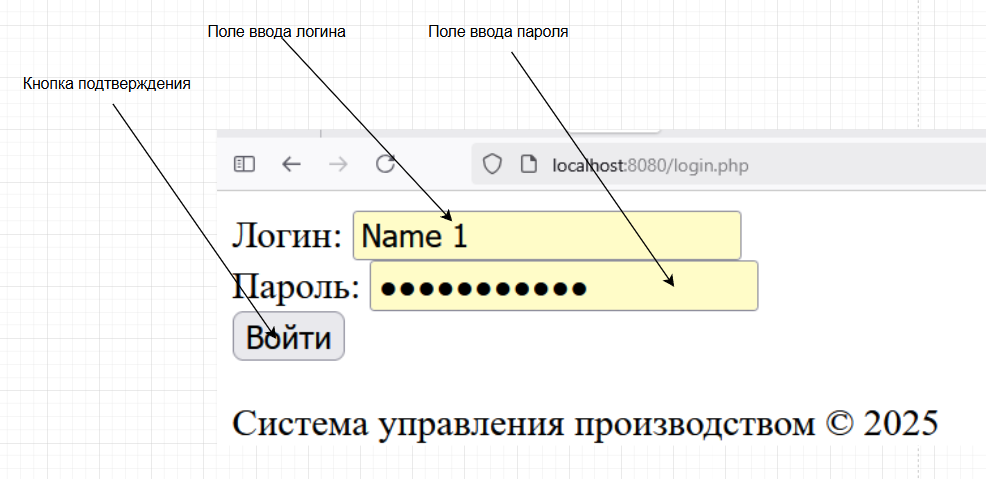 Поле ввода логина
Поле ввода пароля
Кнопка подтверждения
localhost:8080/login.php
Логин: Name 1
Пароль: ●●●●●●●●●●●
Войти
Система управления производством © 2025